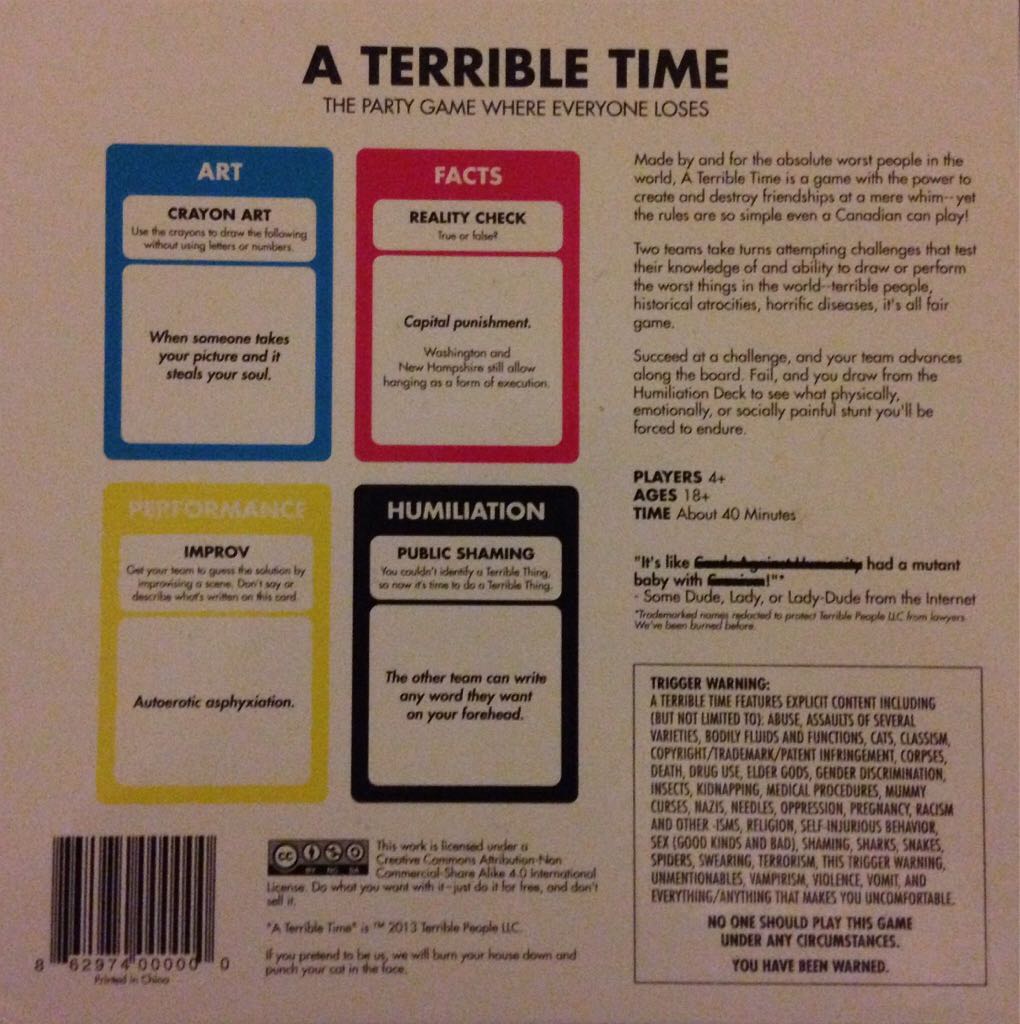 A TERRIBLE TIME
THE PARTY GAME WHERE EVERYONE LOSES
ART
CRAYON ART
Use the crayons to draw the following
without using letters or numbers.
When someone takes
your picture and it
steals your soul.
FACTS
REALITY CHECK
True or false?
Capital punishment.
Washington and
New Hampshire still allow
hanging as a form of execution.
PERFORMANCE
IMPROV
Get your team to guess the solution by
improvising a scene. Don't say or
describe what's written on this card.
Autoerotic asphyxiation.
HUMILIATION
PUBLIC SHAMING
You couldn't identify a Terrible Thing,
so now it's time to do a Terrible Thing.
The other team can write
any word they want
on your forehead.
Made by and for the absolute worst people in the
world, A Terrible Time is a game with the power to
create and destroy friendships at a mere whim--yet
the rules are so simple even a Canadian can play!
Two teams take turns attempting challenges that test
their knowledge of and ability to draw or perform
the worst things in the world--terrible people,
historical atrocities, horrific diseases, it's all fair
game.
Succeed at a challenge, and your team advances
along the board. Fail, and you draw from the
Humiliation Deck to see what physically,
emotionally, or socially painful stunt you'll be
forced to endure.
PLAYERS 4+
AGES 18+
TIME About 40 Minutes
"It's like Cards Against Humanity had a mutant
baby with !"*
- Some Dude, Lady, or Lady-Dude from the Internet
*Trademarked names redacted to protect Terrible People LLC from lawyers.
We've been burned before.
TRIGGER WARNING:
A TERRIBLE TIME FEATURES EXPLICIT CONTENT INCLUDING
(BUT NOT LIMITED TO): ABUSE, ASSAULTS OF SEVERAL
VARIETIES, BODILY FLUIDS AND FUNCTIONS, CATS, CLASSISM,
COPYRIGHT/TRADEMARK/PATENT INFRINGEMENT, CORPSES,
DEATH, DRUG USE, ELDER GODS, GENDER DISCRIMINATION,
INSECTS, KIDNAPPING, MEDICAL PROCEDURES, MUMMY
CURSES, NAZIS, NEEDLES, OPPRESSION, PREGNANCY, RACISM
AND OTHER -ISMS, RELIGION, SELF-INJURIOUS BEHAVIOR,
SEX (GOOD KINDS AND BAD), SHAMING, SHARKS, SNAKES,
SPIDERS, SWEARING, TERRORISM, THIS TRIGGER WARNING,
UNMENTIONABLES, VAMPIRISM, VIOLENCE, VOMIT, AND
EVERYTHING/ANYTHING THAT MAKES YOU UNCOMFORTABLE.
NO ONE SHOULD PLAY THIS GAME
UNDER ANY CIRCUMSTANCES.
YOU HAVE BEEN WARNED.
8 62974 00000 0
Printed in China
cc
BY NC SA
This work is licensed under a
Creative Commons Attribution-Non
Commercial-Share Alike 4.0 International
License. Do what you want with it--just do it for free, and don't
sell it.
"A Terrible Time" is ™ 2013 Terrible People LLC.
If you pretend to be us, we will burn your house down and
punch your cat in the face.